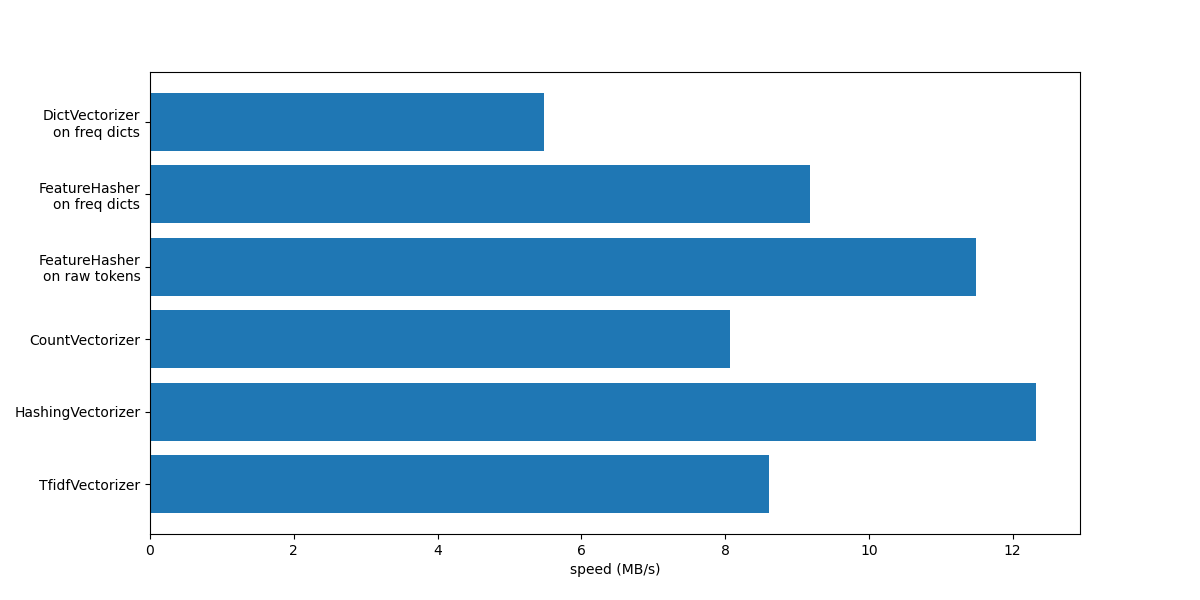 DictVectorizer
on freq dicts
FeatureHasher
on freq dicts
FeatureHasher
on raw tokens
CountVectorizer
HashingVectorizer
TfidfVectorizer
0 2 4 6 8 10 12
speed (MB/s)